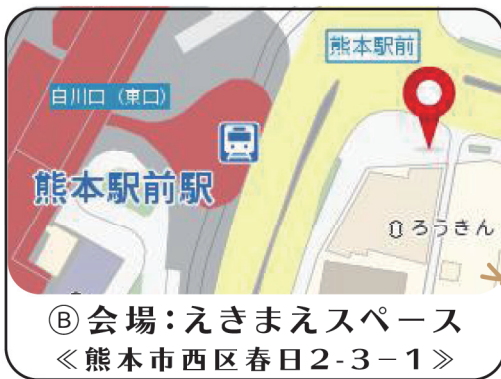 熊本駅前
白川口（東口）
熊本駅前駅
ろうきん
Ⓑ会場：えきまえスペース
≪熊本市西区春日2-3-1≫